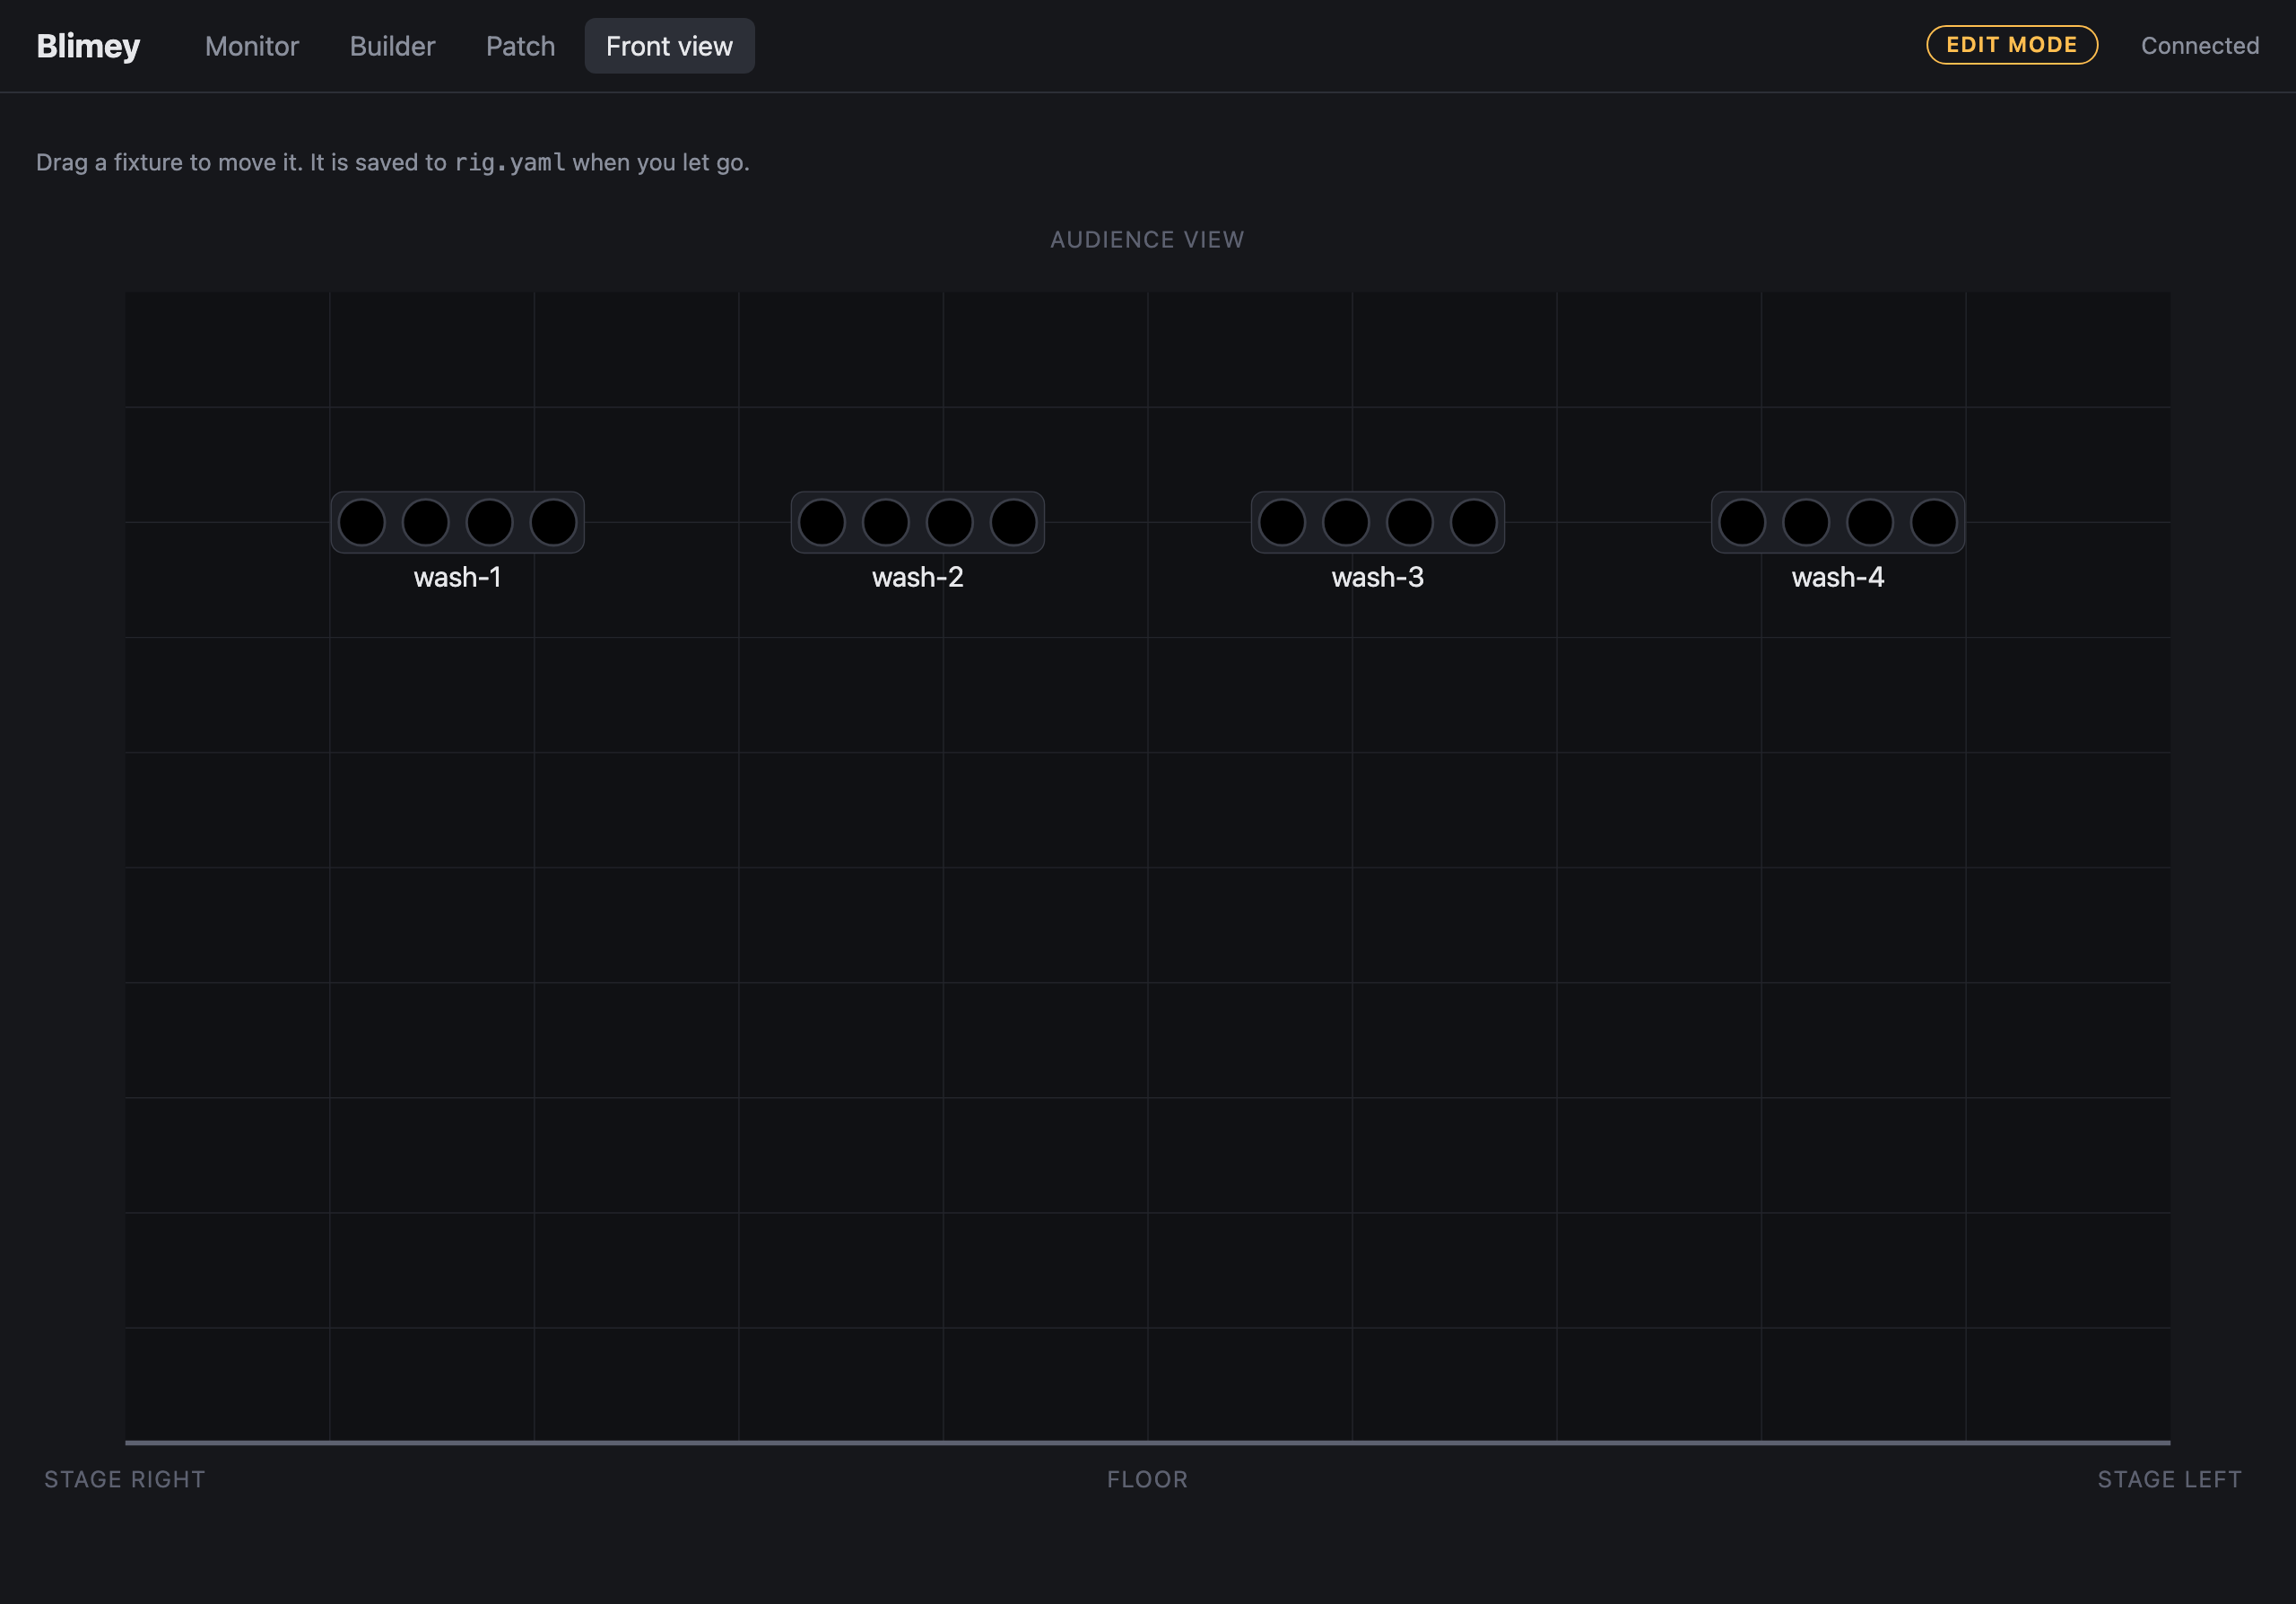 Blimey Monitor Builder Patch Front view EDIT MODE Connected
Drag a fixture to move it. It is saved to rig.yaml when you let go.
AUDIENCE VIEW
wash-1 wash-2 wash-3 wash-4
STAGE RIGHT FLOOR STAGE LEFT